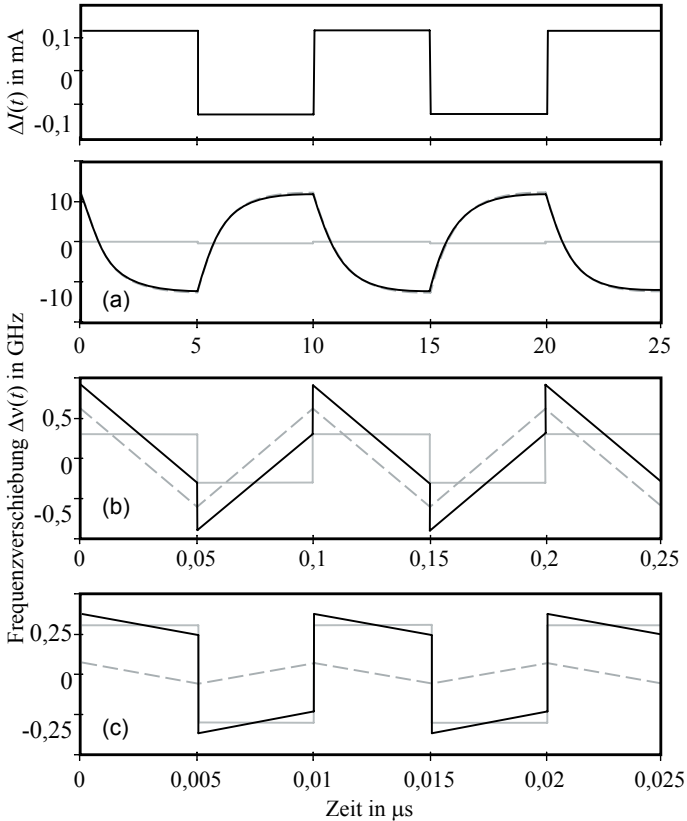 ΔI(t) in mA
0,1
0
-0,1
10
0
-10
(a)
0 5 10 15 20 25
Frequenzverschiebung Δν(t) in GHz
0,5
0
-0,5
(b)
0 0,05 0,1 0,15 0,2 0,25
0,25
0
-0,25
(c)
0 0,005 0,01 0,015 0,02 0,025
Zeit in μs